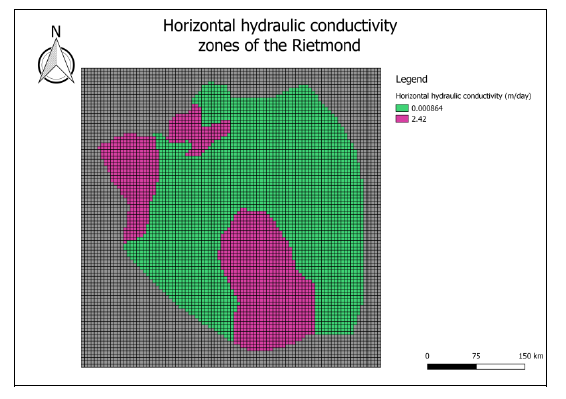 Horizontal hydraulic conductivity
zones of the Rietmond
N
Legend
Horizontal hydraulic conductivity (m/day)
0.000864
2.42
0 75 150 km